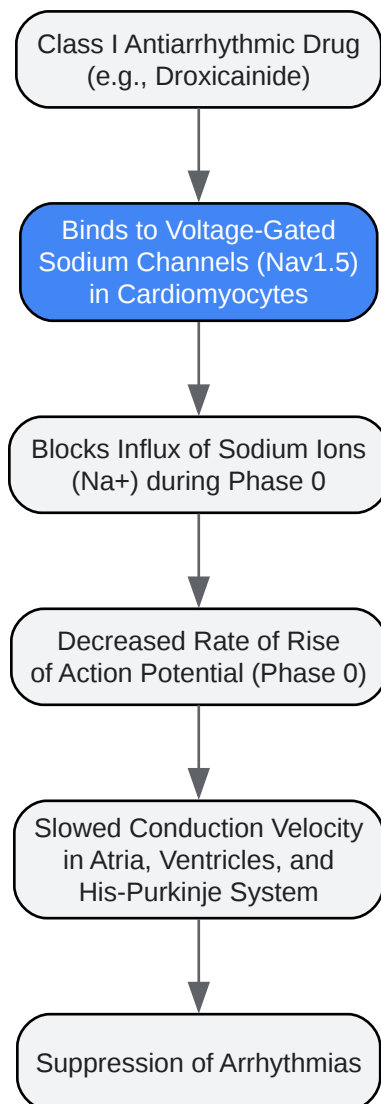 Class I Antiarrhythmic Drug
(e.g., Droxicainide)
Binds to Voltage-Gated
Sodium Channels (Nav1.5)
in Cardiomyocytes
Blocks Influx of Sodium Ions
(Na+) during Phase 0
Decreased Rate of Rise
of Action Potential (Phase 0)
Slowed Conduction Velocity
in Atria, Ventricles, and
His-Purkinje System
Suppression of Arrhythmias